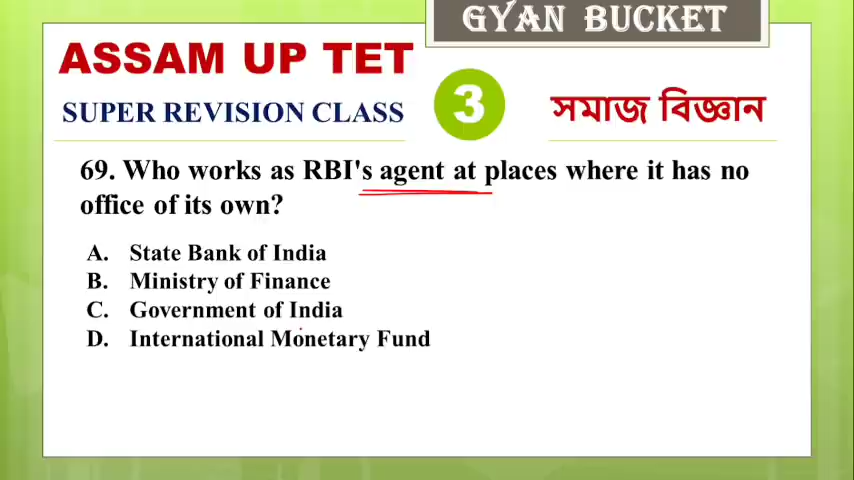 GYAN BUCKET
ASSAM UP TET
SUPER REVISION CLASS
3
সমাজ বিজ্ঞান
69. Who works as RBI's agent at places where it has no
office of its own?
A. State Bank of India
B. Ministry of Finance
C. Government of India
D. International Monetary Fund